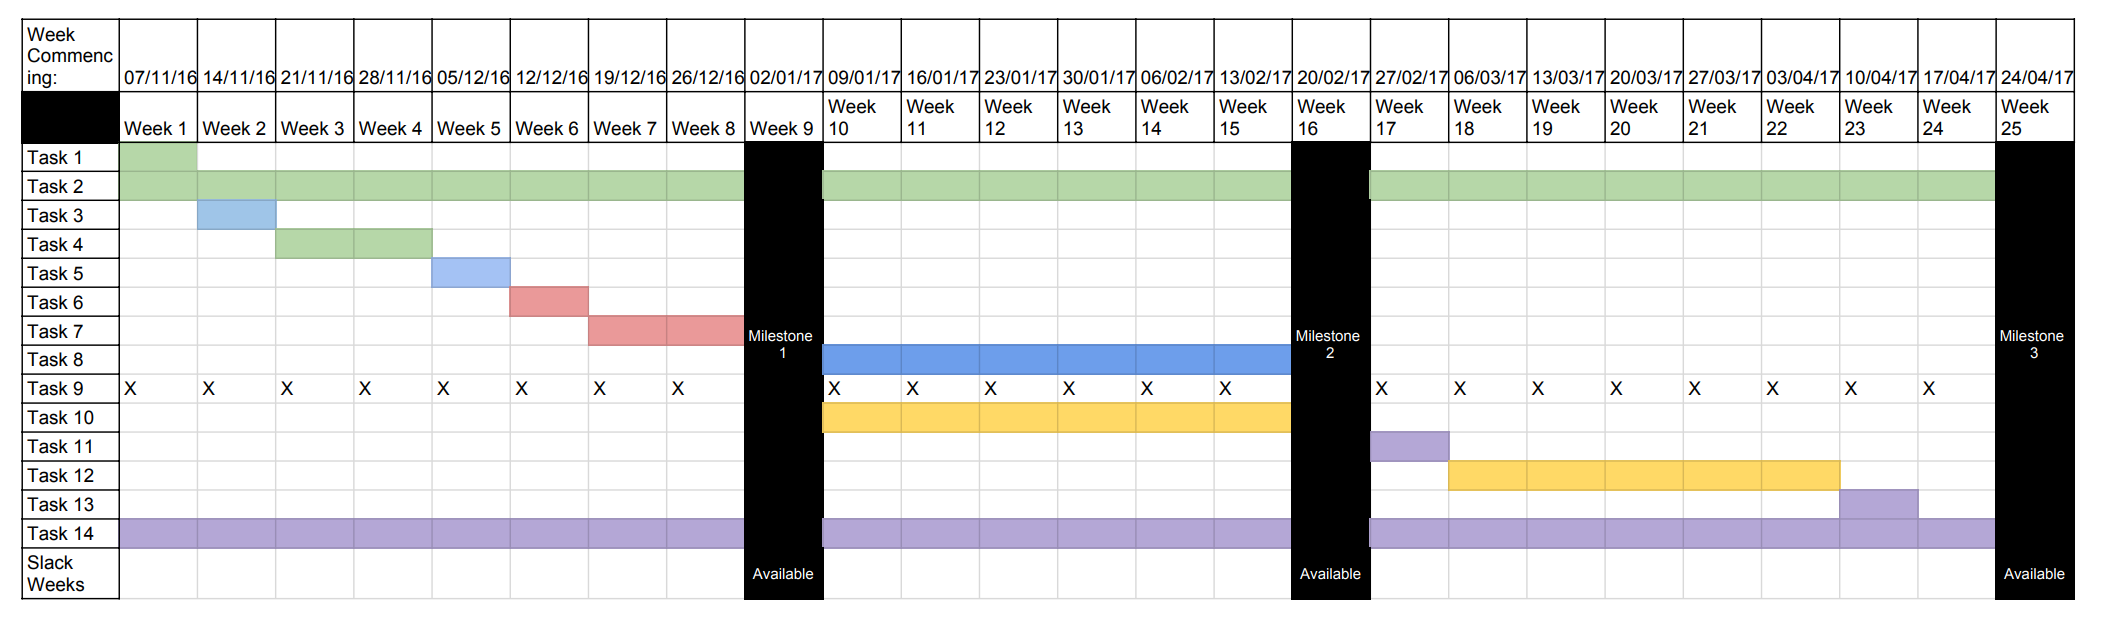 Week
Commenc
ing: 07/11/16 14/11/16 21/11/16 28/11/16 05/12/16 12/12/16 19/12/16 26/12/16 02/01/17 09/01/17 16/01/17 23/01/17 30/01/17 06/02/17 13/02/17 20/02/17 27/02/17 06/03/17 13/03/17 20/03/17 27/03/17 03/04/17 10/04/17 17/04/17 24/04/17
Week 1 Week 2 Week 3 Week 4 Week 5 Week 6 Week 7 Week 8 Week 9 Week 10 Week 11 Week 12 Week 13 Week 14 Week 15 Week 16 Week 17 Week 18 Week 19 Week 20 Week 21 Week 22 Week 23 Week 24 Week 25
Task 1
Task 2
Task 3
Task 4
Task 5
Task 6
Task 7
Milestone 1 Milestone 2 Milestone 3
Task 8
Task 9 X X X X X X X X X X X X X X X X X X X X X X
Task 10
Task 11
Task 12
Task 13
Task 14
Slack
Weeks Available Available Available